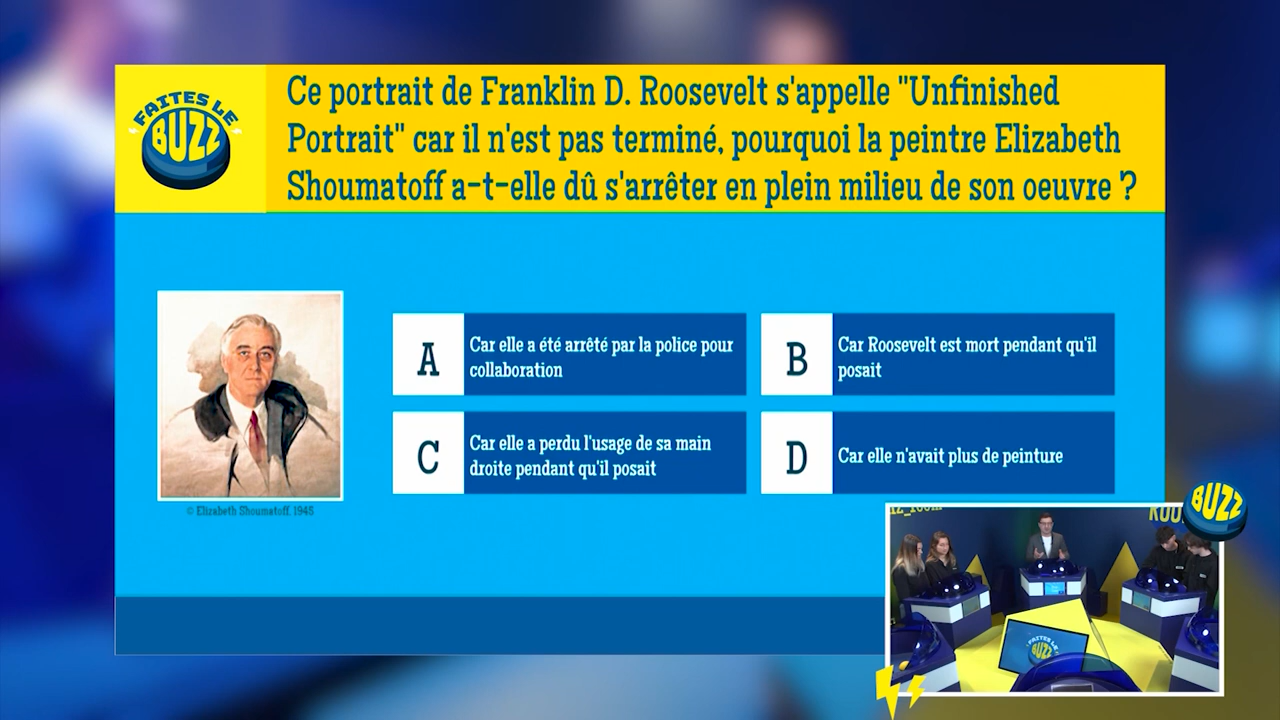 FAITES LE
BUZZ
Ce portrait de Franklin D. Roosevelt s'appelle "Unfinished
Portrait" car il n'est pas terminé, pourquoi la peintre Elizabeth
Shoumatoff a-t-elle dû s'arrêter en plein milieu de son oeuvre ?
A
Car elle a été arrêté par la police pour
collaboration
B
Car Roosevelt est mort pendant qu'il
posait
C
Car elle a perdu l'usage de sa main
droite pendant qu'il posait
D
Car elle n'avait plus de peinture
© Elizabeth Shoumatoff, 1945
BUZZ
FAITES LE
BUZZ